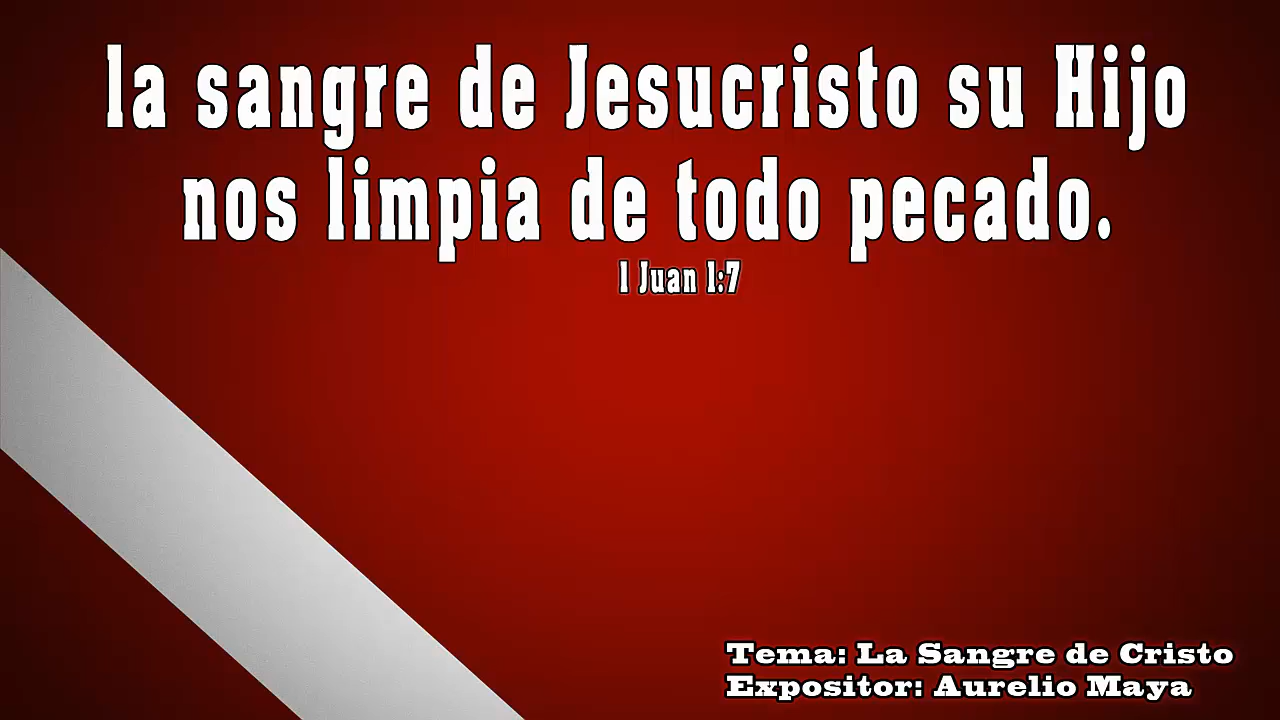 la sangre de Jesucristo su Hijo
nos limpia de todo pecado.
1 Juan 1:7
Tema: La Sangre de Cristo
Expositor: Aurelio Maya